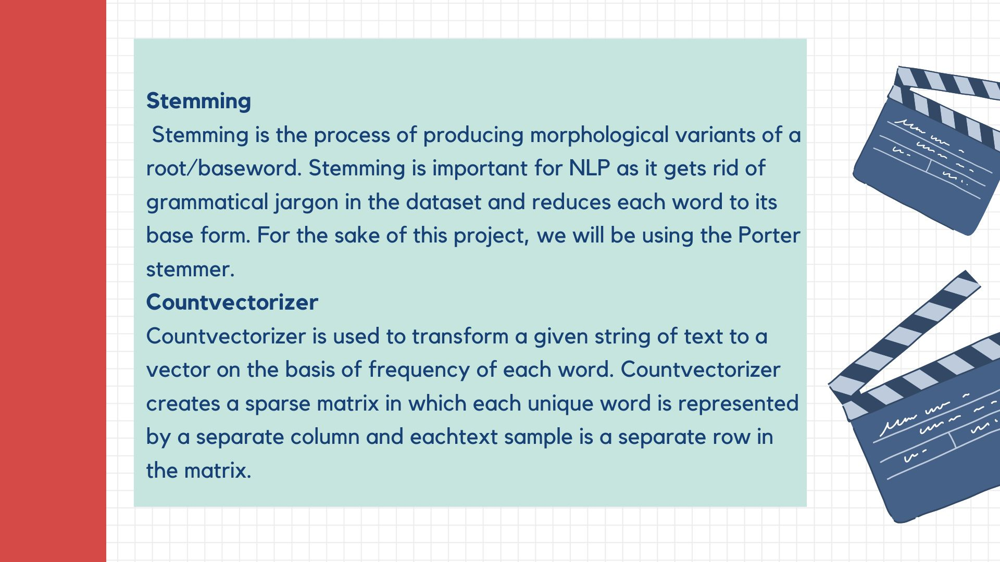 Stemming
Stemming is the process of producing morphological variants of a
root/baseword. Stemming is important for NLP as it gets rid of
grammatical jargon in the dataset and reduces each word to its
base form. For the sake of this project, we will be using the Porter
stemmer.
Countvectorizer
Countvectorizer is used to transform a given string of text to a
vector on the basis of frequency of each word. Countvectorizer
creates a sparse matrix in which each unique word is represented
by a separate column and eachtext sample is a separate row in
the matrix.